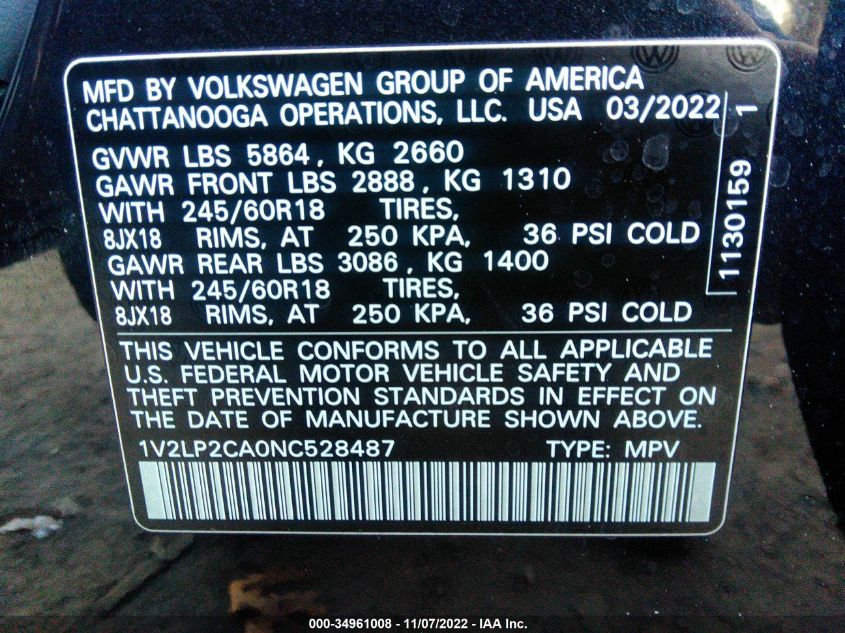 MFD BY VOLKSWAGEN GROUP OF AMERICA
CHATTANOOGA OPERATIONS, LLC. USA 03/2022
GVWR LBS 5864, KG 2660
GAWR FRONT LBS 2888, KG 1310
WITH 245/60R18 TIRES,
8JX18 RIMS, AT 250 KPA, 36 PSI COLD
GAWR REAR LBS 3086, KG 1400
WITH 245/60R18 TIRES,
8JX18 RIMS, AT 250 KPA, 36 PSI COLD
1130159 1
THIS VEHICLE CONFORMS TO ALL APPLICABLE
U.S. FEDERAL MOTOR VEHICLE SAFETY AND
THEFT PREVENTION STANDARDS IN EFFECT ON
THE DATE OF MANUFACTURE SHOWN ABOVE.
1V2LP2CA0NC528487 TYPE: MPV
000-34961008 - 11/07/2022 - IAA Inc.